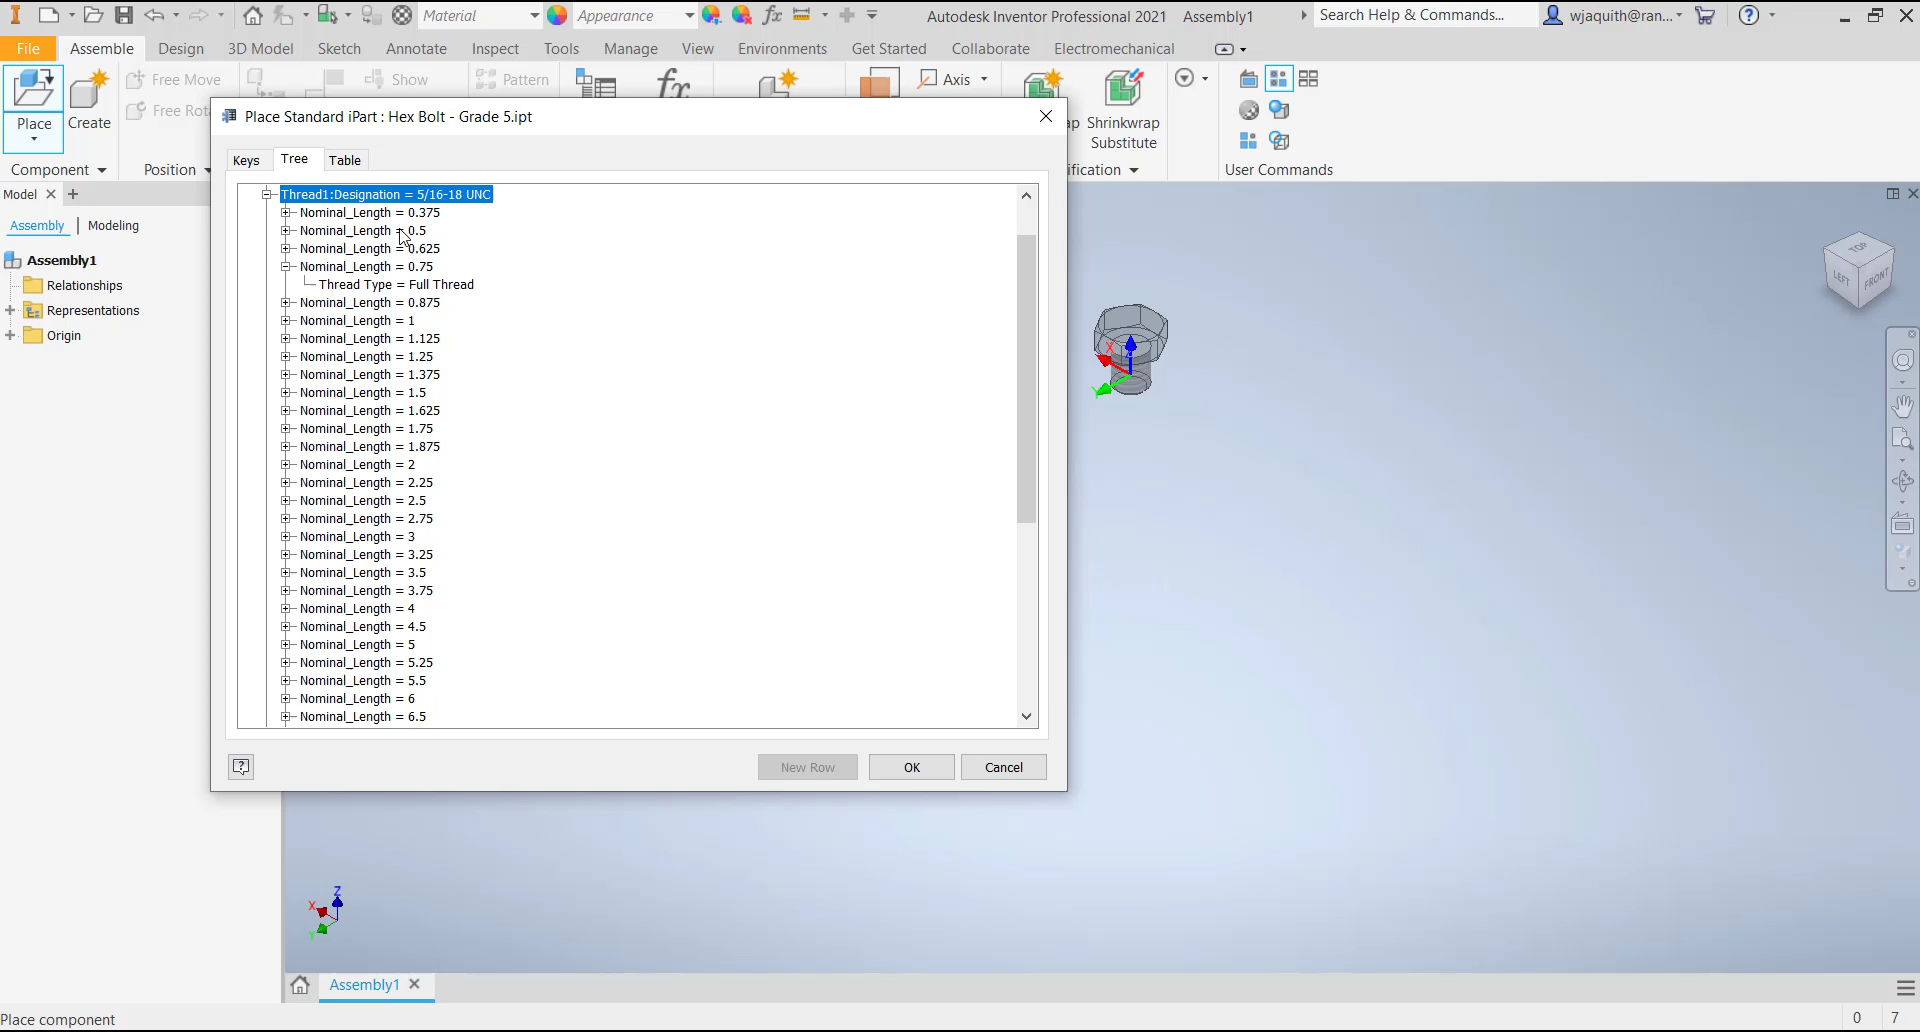 Material
Appearance
Autodesk Inventor Professional 2021 Assembly1
Search Help & Commands...
wjaquith@ran...
File Assemble Design 3D Model Sketch Annotate Inspect Tools Manage View Environments Get Started Collaborate Electromechanical
Free Move
Show
Pattern
Axis
Place
Create
Shrinkwrap
Substitute
Component
Position
User Commands
Place Standard iPart : Hex Bolt - Grade 5.ipt
Keys Tree Table
Thread1:Designation = 5/16-18 UNC
Nominal_Length = 0.375
Nominal_Length = 0.5
Nominal_Length = 0.625
Nominal_Length = 0.75
Thread Type = Full Thread
Nominal_Length = 0.875
Nominal_Length = 1
Nominal_Length = 1.125
Nominal_Length = 1.25
Nominal_Length = 1.375
Nominal_Length = 1.5
Nominal_Length = 1.625
Nominal_Length = 1.75
Nominal_Length = 1.875
Nominal_Length = 2
Nominal_Length = 2.25
Nominal_Length = 2.5
Nominal_Length = 2.75
Nominal_Length = 3
Nominal_Length = 3.25
Nominal_Length = 3.5
Nominal_Length = 3.75
Nominal_Length = 4
Nominal_Length = 4.5
Nominal_Length = 5
Nominal_Length = 5.25
Nominal_Length = 5.5
Nominal_Length = 6
Nominal_Length = 6.5
New Row OK Cancel
Model
Assembly | Modeling
Assembly1
Relationships
Representations
Origin
TOP
LEFT
FRONT
X
Y
Z
X
Y
Assembly1
Place component
0 7